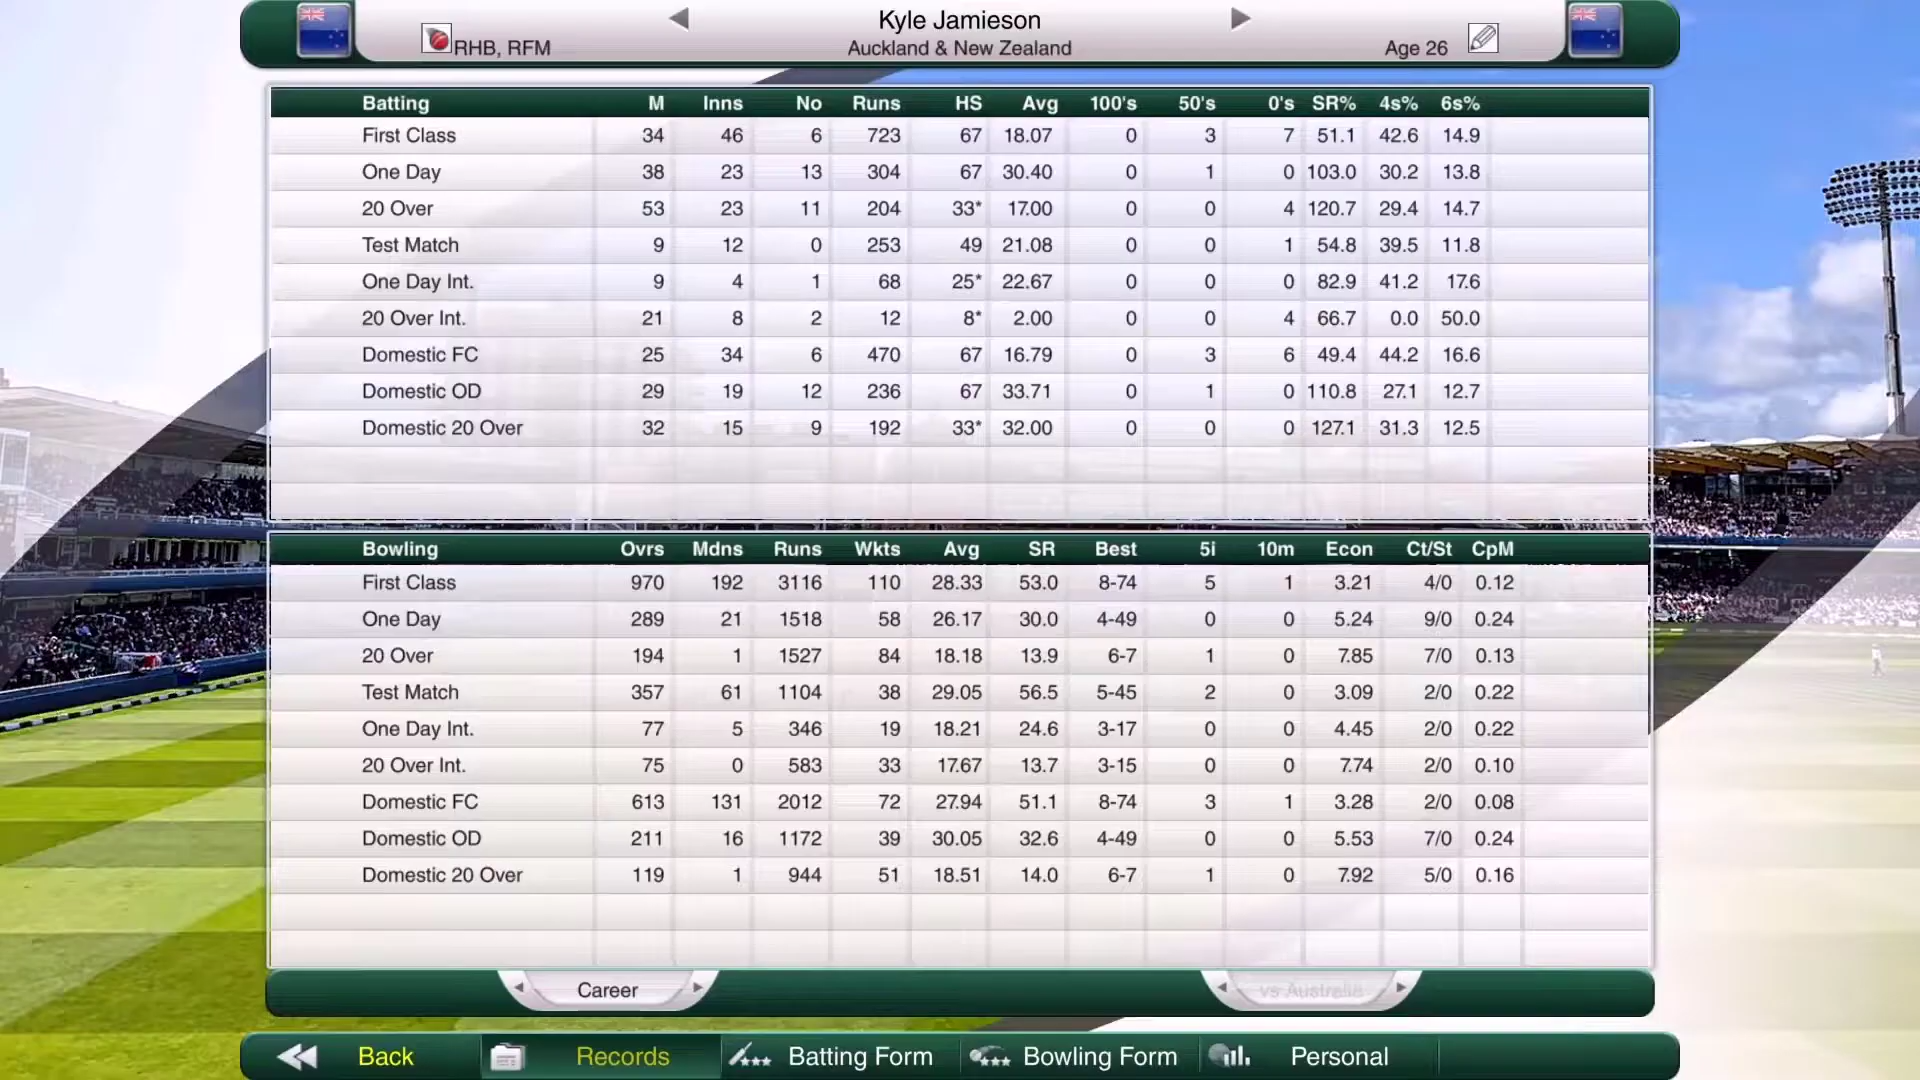 Kyle Jamieson
RHB, RFM Auckland & New Zealand Age 26
Batting M Inns No Runs HS Avg 100's 50's 0's SR% 4s% 6s%
First Class 34 46 6 723 67 18.07 0 3 7 51.1 42.6 14.9
One Day 38 23 13 304 67 30.40 0 1 0 103.0 30.2 13.8
20 Over 53 23 11 204 33* 17.00 0 0 4 120.7 29.4 14.7
Test Match 9 12 0 253 49 21.08 0 0 1 54.8 39.5 11.8
One Day Int. 9 4 1 68 25* 22.67 0 0 0 82.9 41.2 17.6
20 Over Int. 21 8 2 12 8* 2.00 0 0 4 66.7 0.0 50.0
Domestic FC 25 34 6 470 67 16.79 0 3 6 49.4 44.2 16.6
Domestic OD 29 19 12 236 67 33.71 0 1 0 110.8 27.1 12.7
Domestic 20 Over 32 15 9 192 33* 32.00 0 0 0 127.1 31.3 12.5
Bowling Ovrs Mdns Runs Wkts Avg SR Best 5i 10m Econ Ct/St CpM
First Class 970 192 3116 110 28.33 53.0 8-74 5 1 3.21 4/0 0.12
One Day 289 21 1518 58 26.17 30.0 4-49 0 0 5.24 9/0 0.24
20 Over 194 1 1527 84 18.18 13.9 6-7 1 0 7.85 7/0 0.13
Test Match 357 61 1104 38 29.05 56.5 5-45 2 0 3.09 2/0 0.22
One Day Int. 77 5 346 19 18.21 24.6 3-17 0 0 4.45 2/0 0.22
20 Over Int. 75 0 583 33 17.67 13.7 3-15 0 0 7.74 2/0 0.10
Domestic FC 613 131 2012 72 27.94 51.1 8-74 3 1 3.28 2/0 0.08
Domestic OD 211 16 1172 39 30.05 32.6 4-49 0 0 5.53 7/0 0.24
Domestic 20 Over 119 1 944 51 18.51 14.0 6-7 1 0 7.92 5/0 0.16
Career vs Australia
Back Records Batting Form Bowling Form Personal